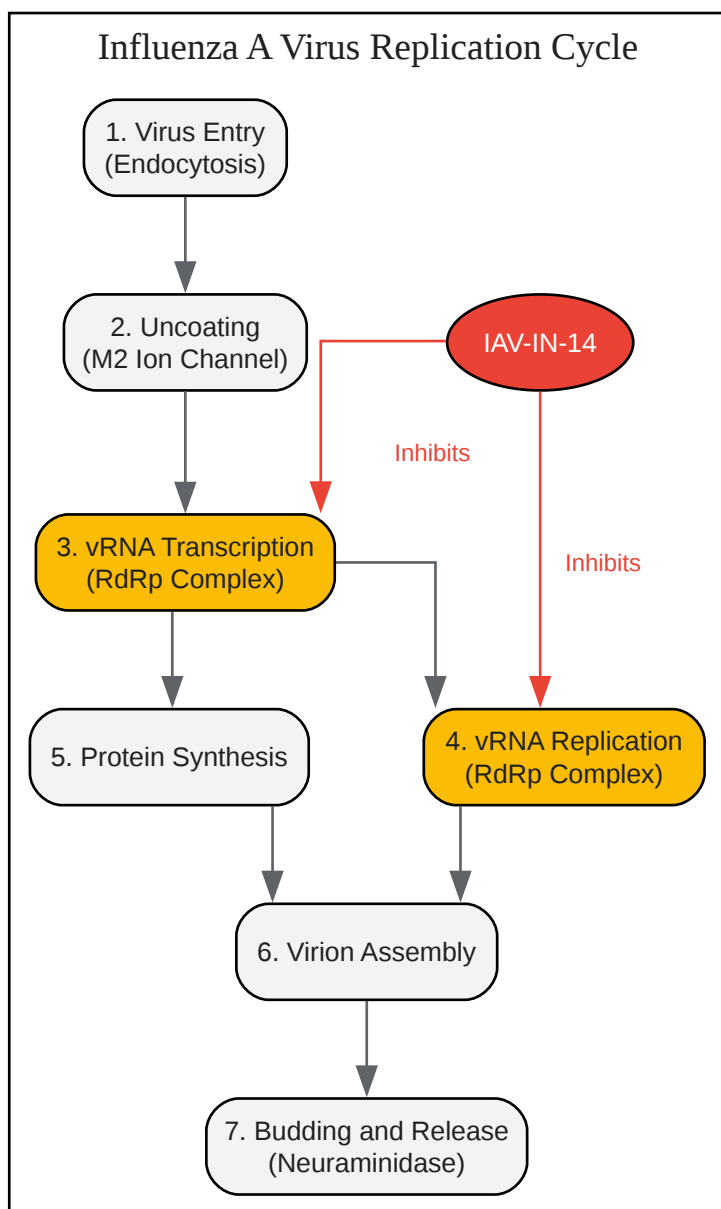 Influenza A Virus Replication Cycle
1. Virus Entry
(Endocytosis)
2. Uncoating
(M2 Ion Channel)
IAV-IN-14
Inhibits
3. vRNA Transcription
(RdRp Complex)
Inhibits
5. Protein Synthesis
4. vRNA Replication
(RdRp Complex)
6. Virion Assembly
7. Budding and Release
(Neuraminidase)